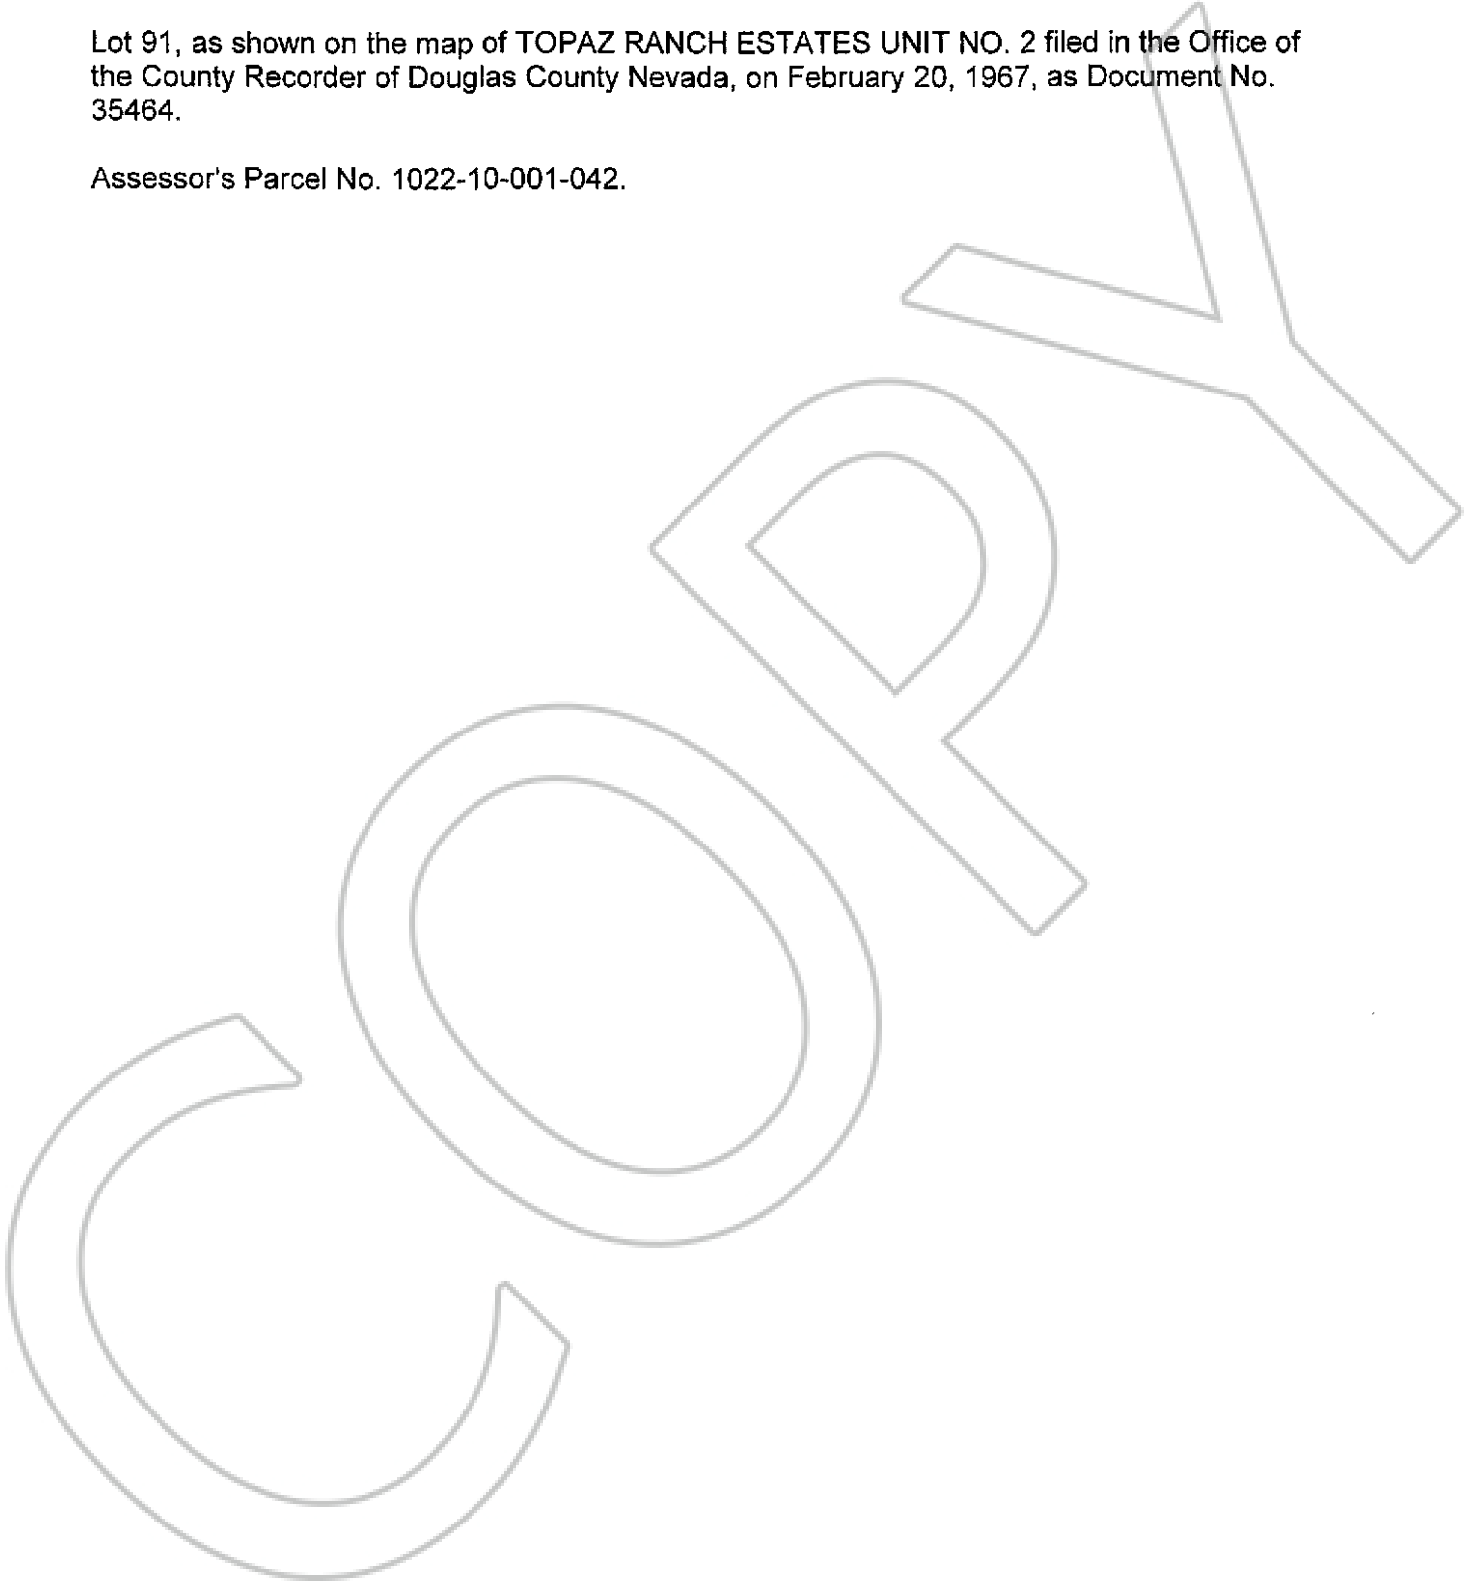 Lot 91, as shown on the map of TOPAZ RANCH ESTATES UNIT NO. 2 filed in the Office of
the County Recorder of Douglas County Nevada, on February 20, 1967, as Document No.
35464.
Assessor's Parcel No. 1022-10-001-042.
COPY